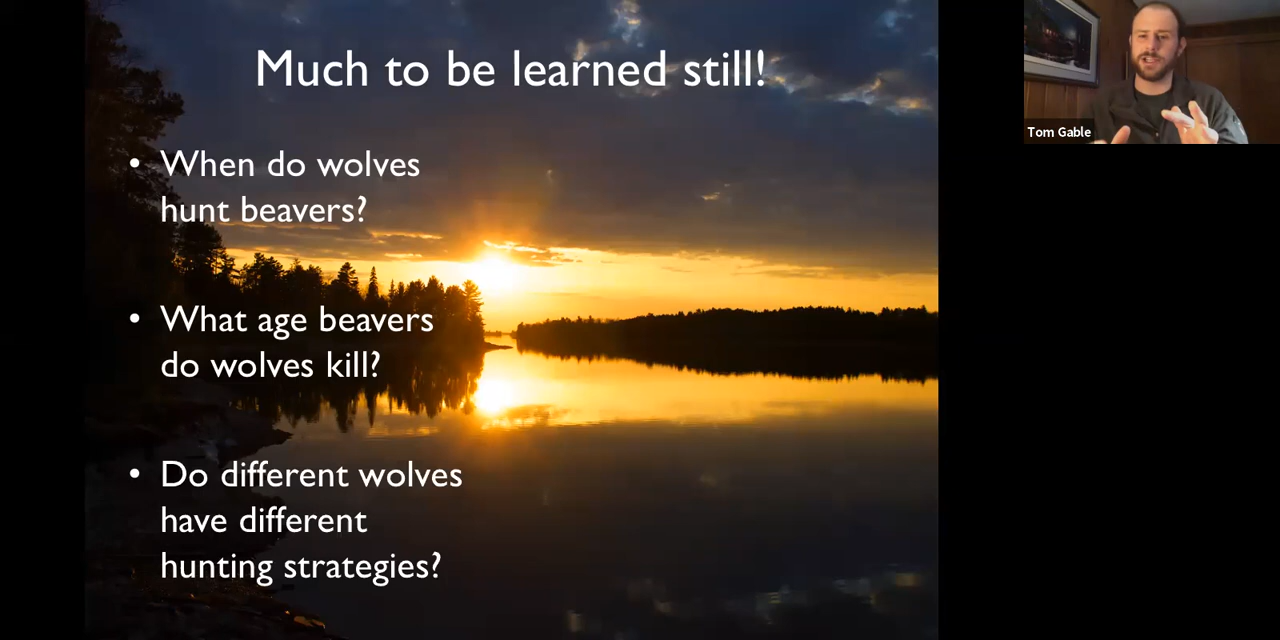 Much to be learned still!
• When do wolves
hunt beavers?
• What age beavers
do wolves kill?
• Do different wolves
have different
hunting strategies?
Tom Gable